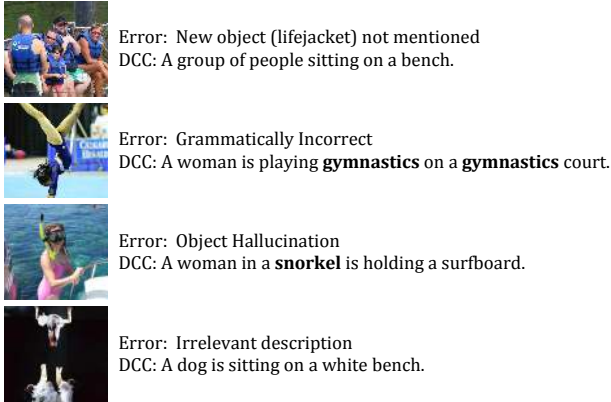 Error: New object (lifejacket) not mentioned
DCC: A group of people sitting on a bench.
Error: Grammatically Incorrect
DCC: A woman is playing gymnastics on a gymnastics court.
Error: Object Hallucination
DCC: A woman in a snorkel is holding a surfboard.
Error: Irrelevant description
DCC: A dog is sitting on a white bench.